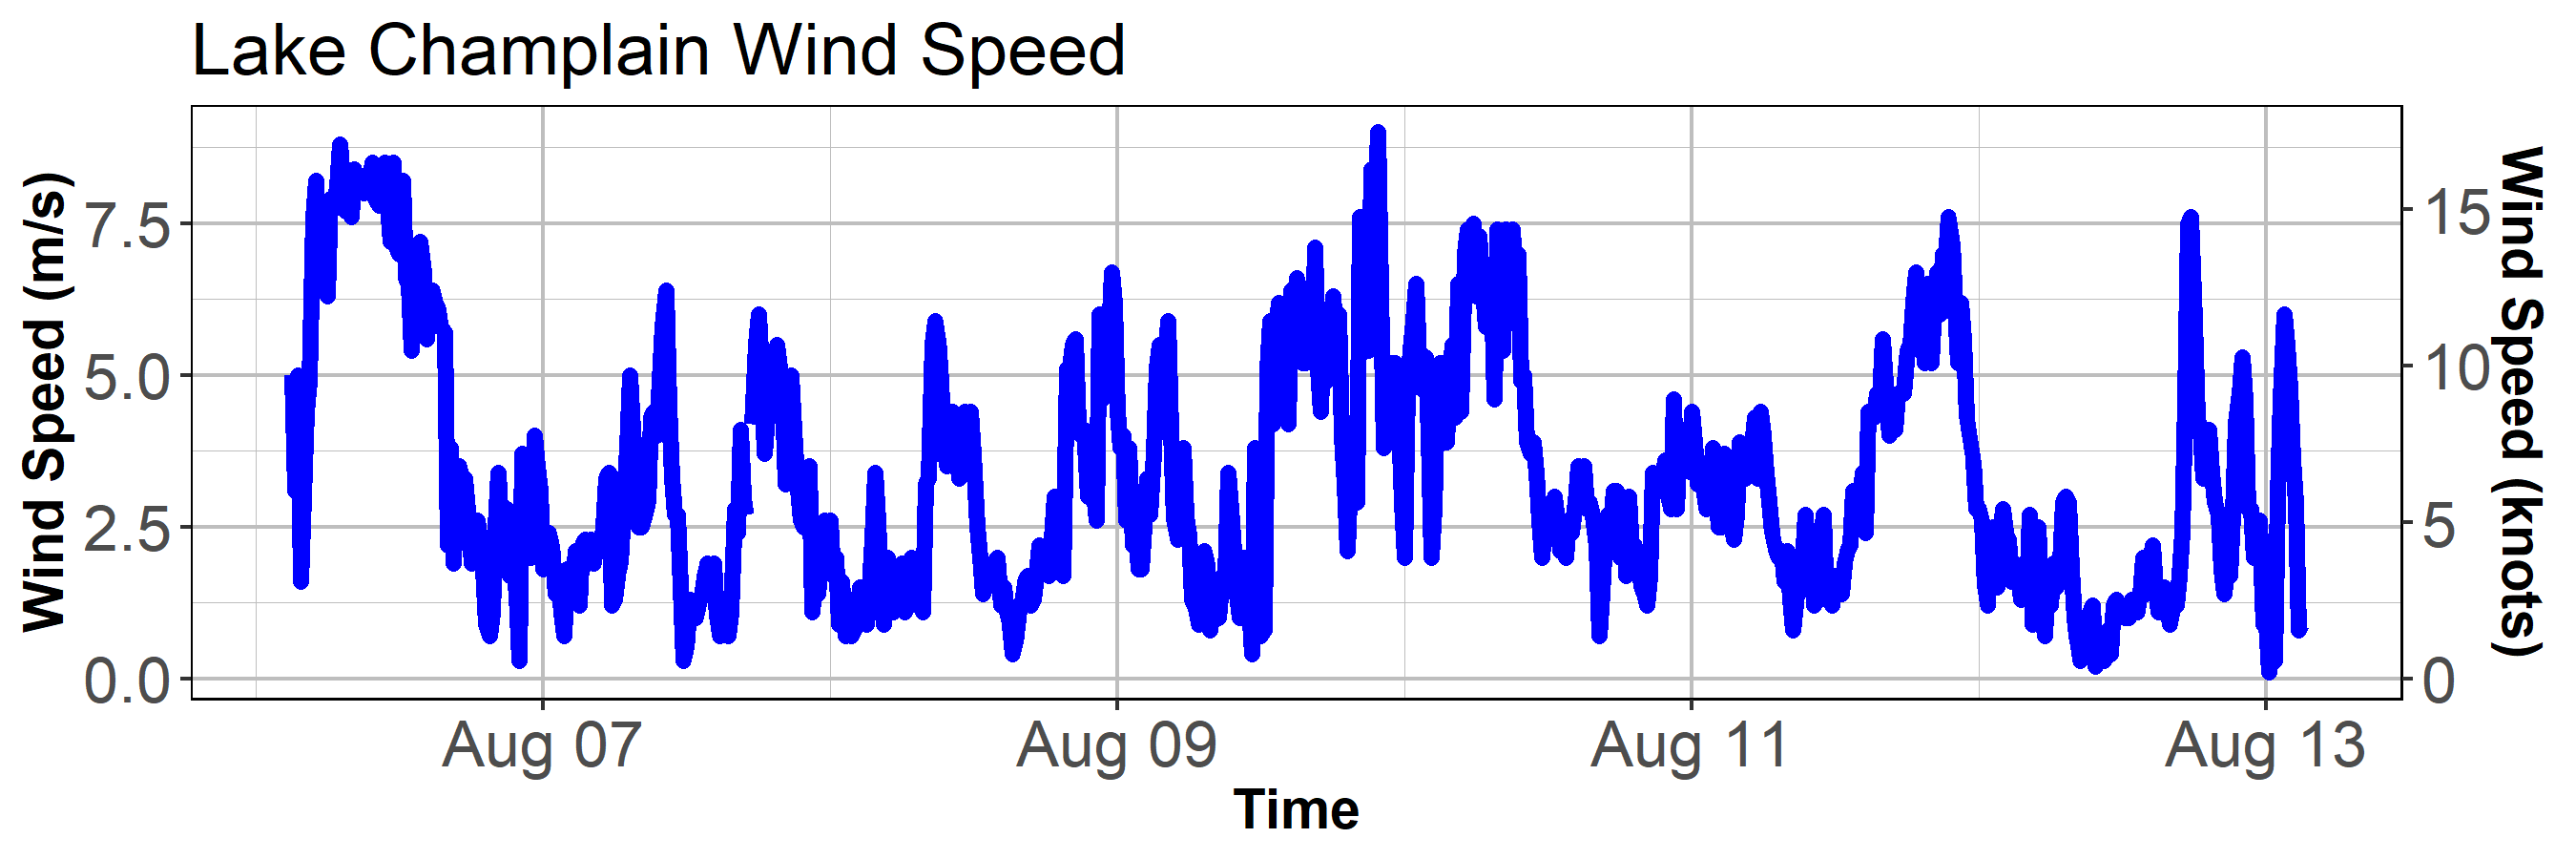 Lake Champlain Wind Speed
Wind Speed (m/s)
7.5
5.0
2.5
0.0
15
10
5
0
Wind Speed (knots)
Aug 07 Aug 09 Aug 11 Aug 13
Time